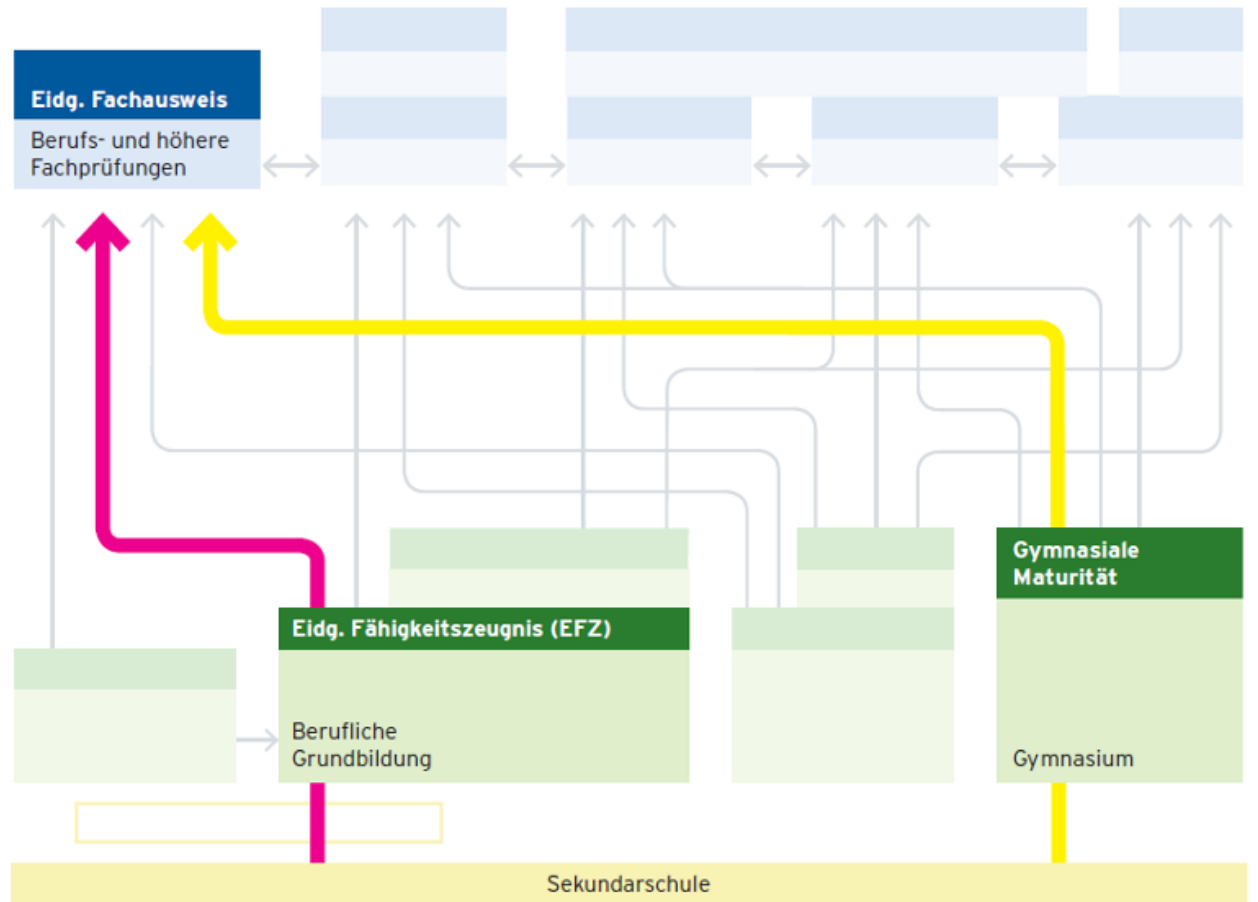 Eidg. Fachausweis
Berufs- und höhere
Fachprüfungen
Gymnasiale
Maturität
Eidg. Fähigkeitszeugnis (EFZ)
Berufliche
Grundbildung
Gymnasium
Sekundarschule